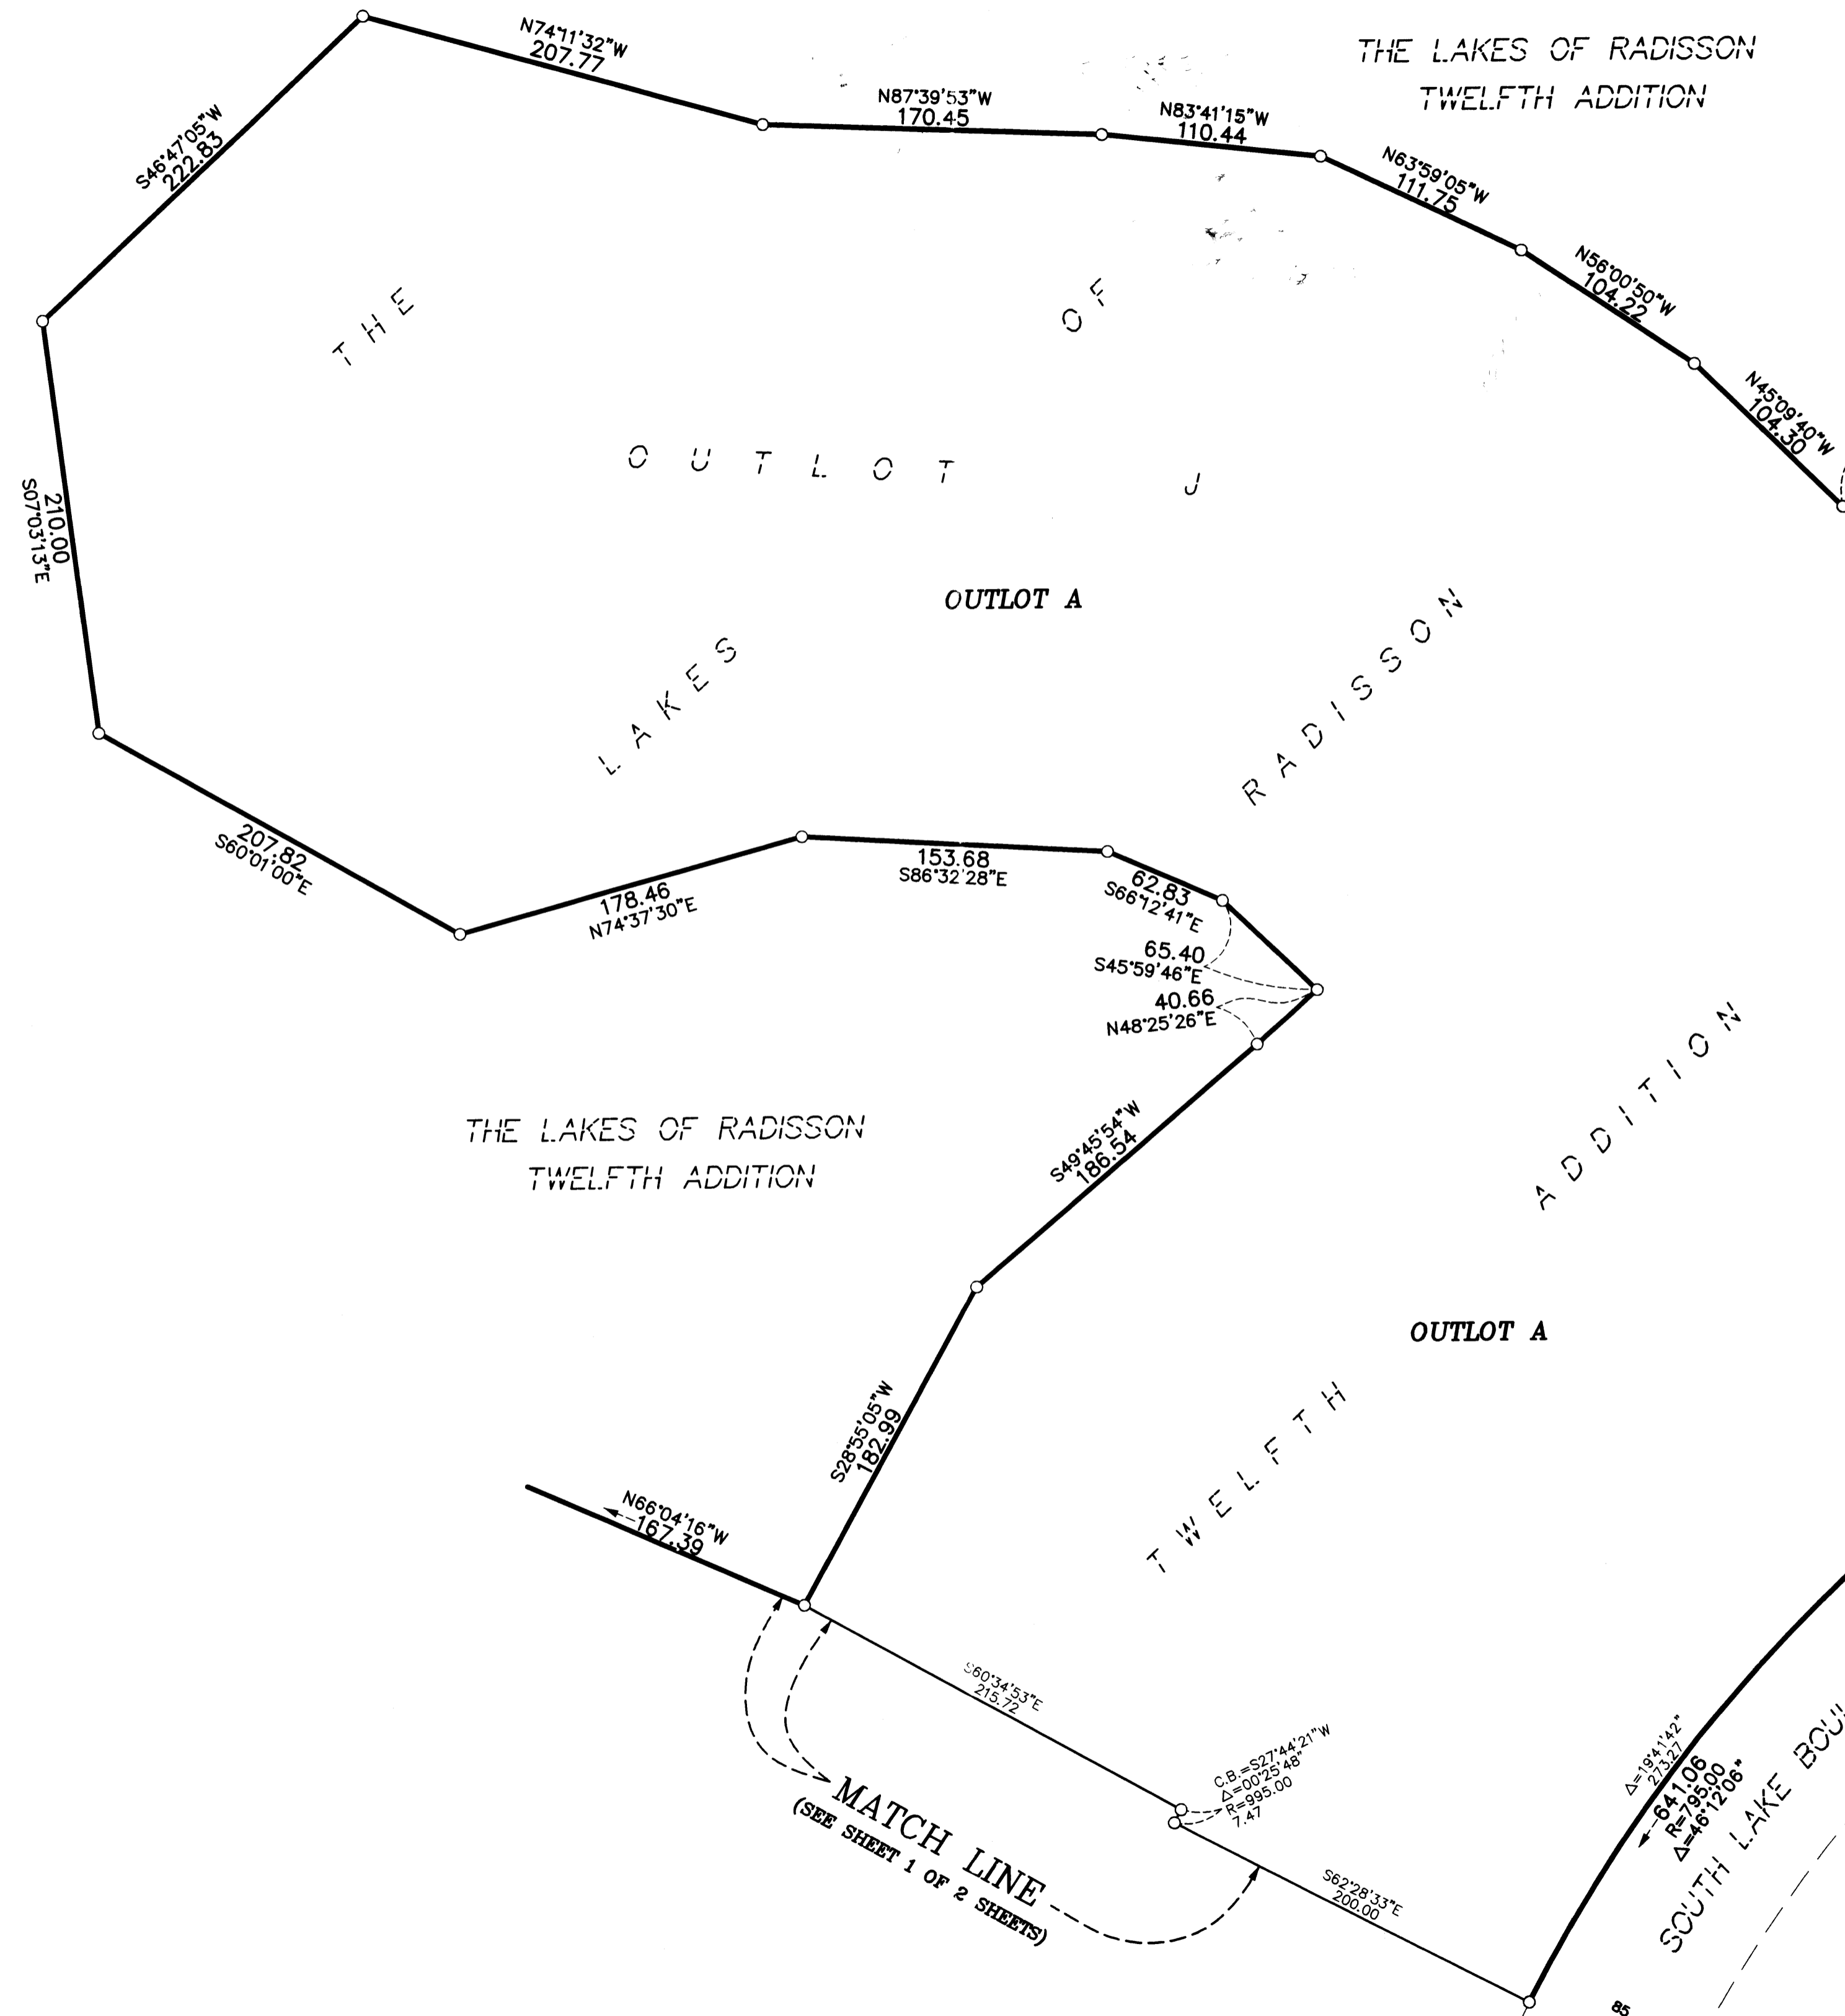 THE LAKES OF RADISSON
TWELFTH ADDITION
N74°11'32"W
207.77
N87°39'53"W
170.45
N83°41'15"W
110.44
N63°59'05"W
111.75
N56°00'50"W
104.22
N45°09'40"W
104.30
S46°47'05"W
222.83
210.00
S07°03'13"E
THE
OF
OUTLOT J
OUTLOT A
LAKES
RADISSON
207.82
S60°01'00"E
178.46
N74°37'30"E
153.68
S86°32'28"E
62.83
S66°12'41"E
65.40
S45°59'46"E
40.66
N48°25'26"E
THE LAKES OF RADISSON
TWELFTH ADDITION
S49°45'54"W
186.54
ADDITION
OUTLOT A
TWELFTH
S28°55'05"W
182.99
N66°04'16"W
167.39
S60°34'53"E
215.72
C.B.=S27°44'21"W
Δ=00°25'48"
R=995.00
7.47
MATCH LINE
(SEE SHEET 1 OF 2 SHEETS)
S62°28'33"E
200.00
Δ=19°41'42"
273.27
641.06
R=795.00
Δ=46°12'06"
SOUTH LAKE BOUL
85